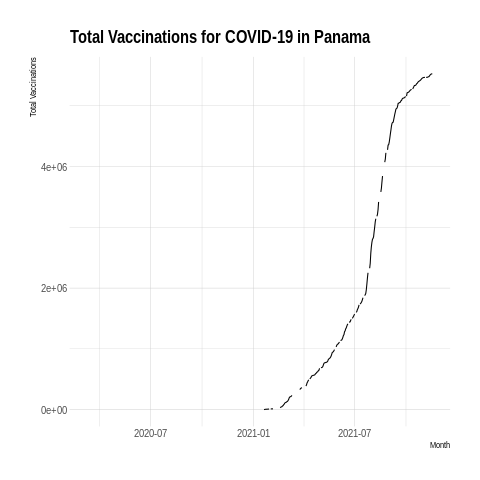 Total Vaccinations for COVID-19 in Panama
Total Vaccinations
4e+06
2e+06
0e+00
2020-07 2021-01 2021-07
Month